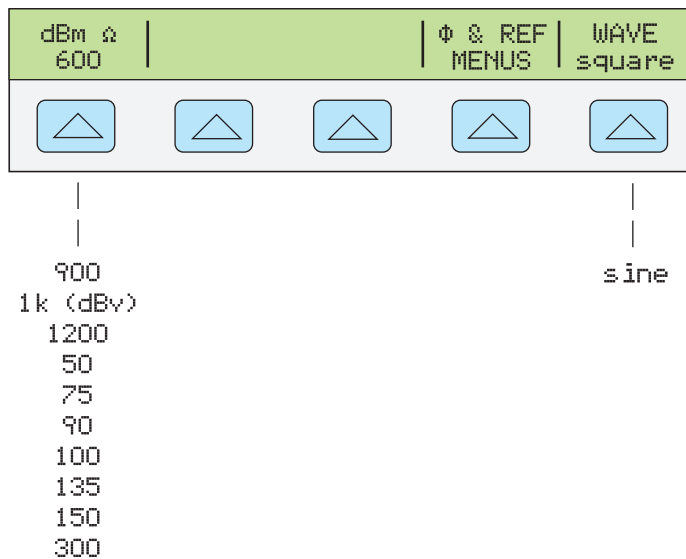 dBm Ω
600
Φ & REF
MENUS
WAVE
square
900
1k (dBv)
1200
50
75
90
100
135
150
300
sine